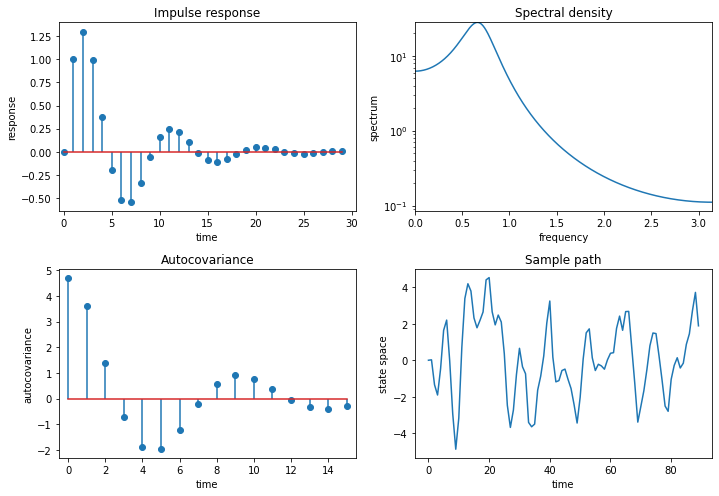 Impulse response
1.25
1.00
0.75
0.50
0.25
0.00
−0.25
−0.50
response
0 5 10 15 20 25 30
time
Spectral density
10¹
10⁰
10⁻¹
spectrum
0.0 0.5 1.0 1.5 2.0 2.5 3.0
frequency
Autocovariance
5
4
3
2
1
0
−1
−2
autocovariance
0 2 4 6 8 10 12 14
time
Sample path
4
2
0
−2
−4
state space
0 20 40 60 80
time